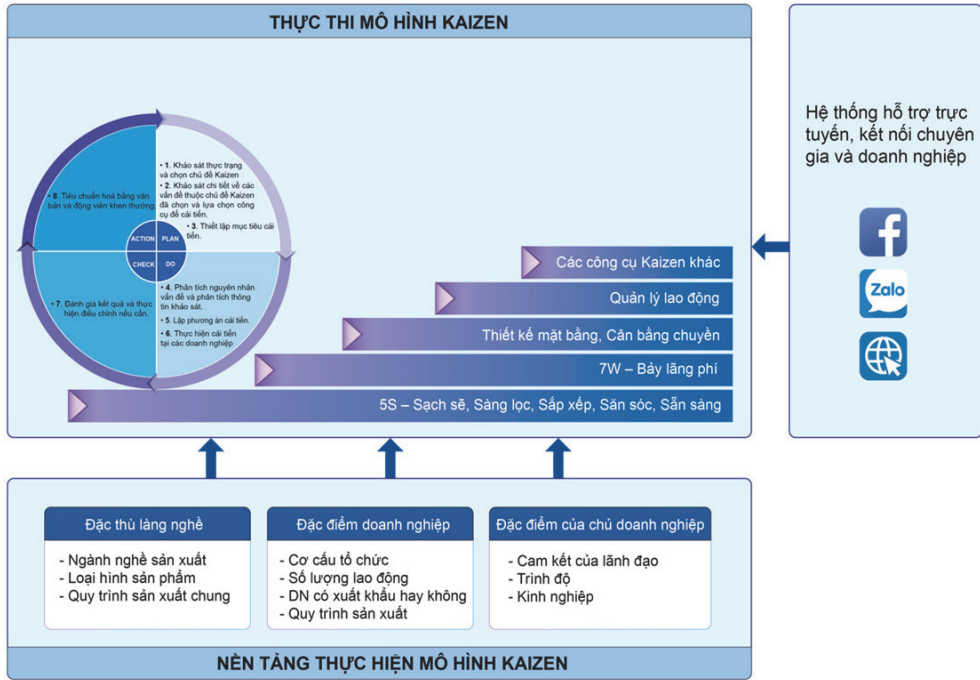 THỰC THI MÔ HÌNH KAIZEN
• 8. Tiêu chuẩn hoá bằng văn
bản và động viên khen thưởng
• 1. Khảo sát thực trạng
và chọn chủ đề Kaizen
• 2. Khảo sát chi tiết về các
vấn đề thuộc chủ đề Kaizen
đã chọn và lựa chọn công
cụ để cải tiến.
• 3. Thiết lập mục tiêu cải
tiến.
ACTION
PLAN
CHECK
DO
• 7. Đánh giá kết quả và thực
hiện điều chỉnh nếu cần.
• 4. Phân tích nguyên nhân
vấn đề và phân tích thông
tin khảo sát.
• 5. Lập phương án cải tiến.
• 6. Thực hiện cải tiến
tại các doanh nghiệp
Các công cụ Kaizen khác
Quản lý lao động
Thiết kế mặt bằng, Cân bằng chuyền
7W – Bảy lãng phí
5S – Sạch sẽ, Sàng lọc, Sắp xếp, Săn sóc, Sẵn sàng
Hệ thống hỗ trợ trực
tuyến, kết nối chuyên
gia và doanh nghiệp
f
Zalo
Đặc thù làng nghề
- Ngành nghề sản xuất
- Loại hình sản phẩm
- Quy trình sản xuất chung
Đặc điểm doanh nghiệp
- Cơ cấu tổ chức
- Số lượng lao động
- DN có xuất khẩu hay không
- Quy trình sản xuất
Đặc điểm của chủ doanh nghiệp
- Cam kết của lãnh đạo
- Trình độ
- Kinh nghiệp
NỀN TẢNG THỰC HIỆN MÔ HÌNH KAIZEN